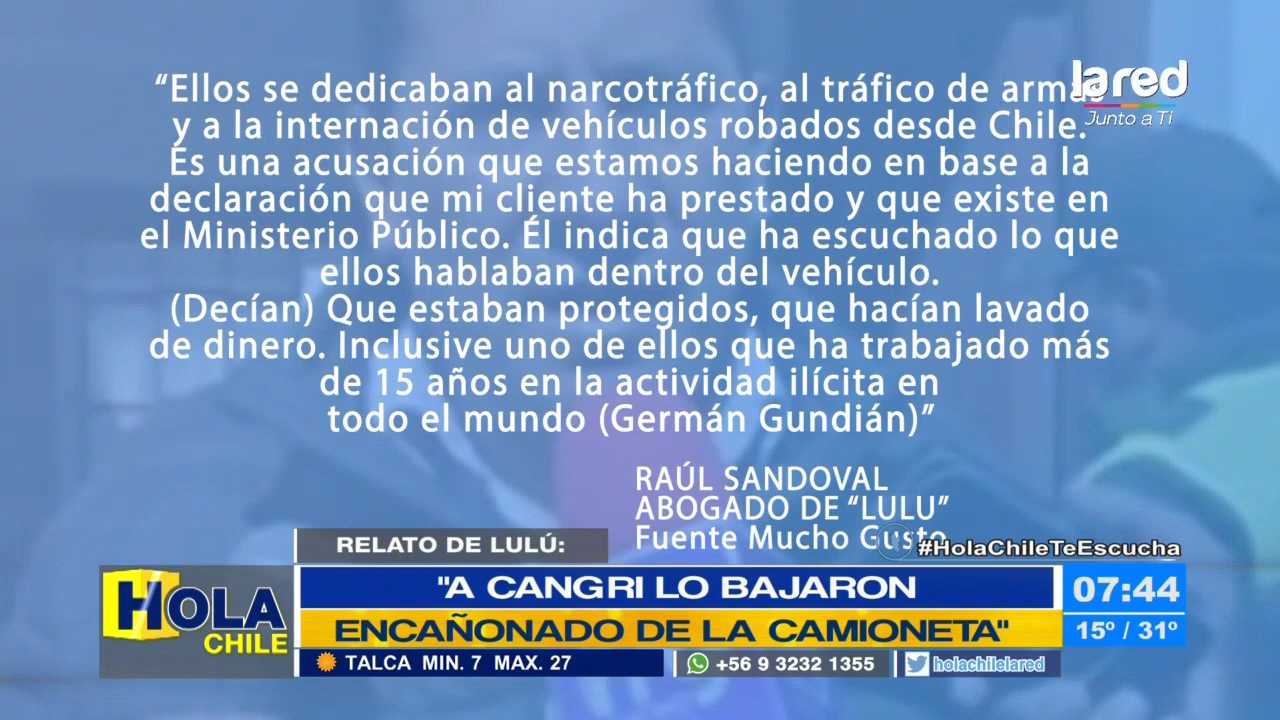 “Ellos se dedicaban al narcotráfico, al tráfico de armas
lared
Junto a Ti
y a la internación de vehículos robados desde Chile.
Es una acusación que estamos haciendo en base a la
declaración que mi cliente ha prestado y que existe en
el Ministerio Público. Él indica que ha escuchado lo que
ellos hablaban dentro del vehículo.
(Decían) Que estaban protegidos, que hacían lavado
de dinero. Inclusive uno de ellos que ha trabajado más
de 15 años en la actividad ilícita en
todo el mundo (Germán Gundián)”
RAÚL SANDOVAL
ABOGADO DE “LULU”
Fuente Mucho Gusto
#HolaChileTeEscucha
RELATO DE LULÚ:
HOLA
CHILE
"A CANGRI LO BAJARON
ENCAÑONADO DE LA CAMIONETA"
07:44
15º / 31º
TALCA MIN. 7 MAX. 27
+56 9 3232 1355
holachilelared